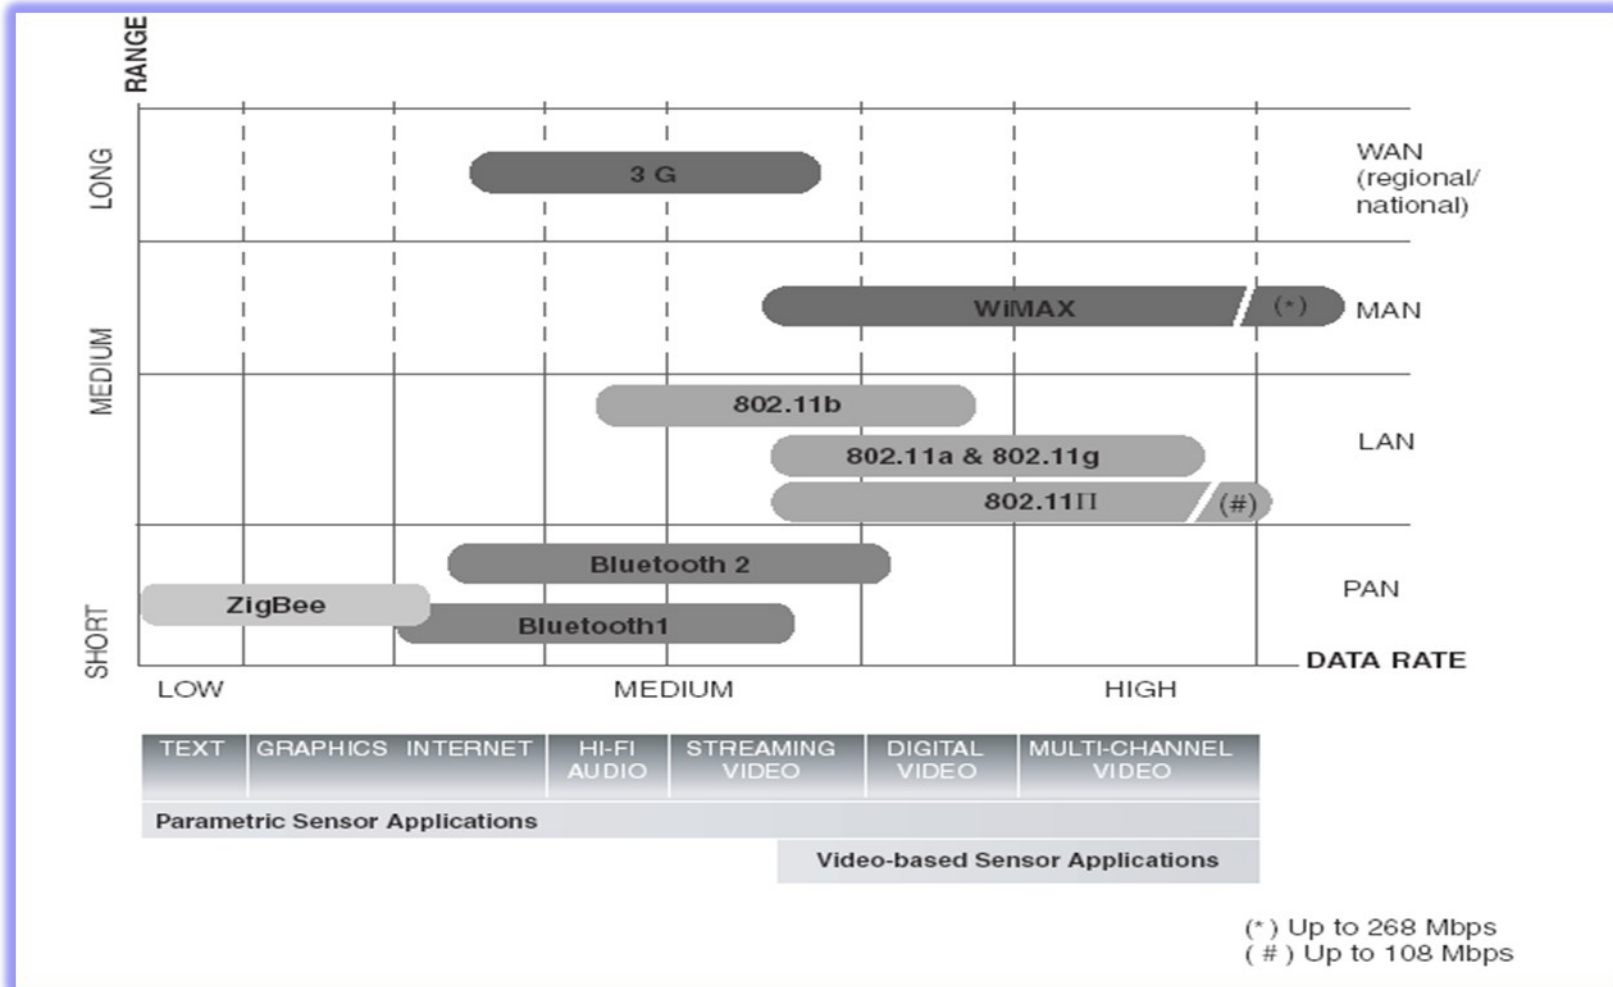 RANGE
LONG
3 G
WAN
(regional/
national)
MEDIUM
WiMAX
(*)
MAN
802.11b
802.11a & 802.11g
LAN
802.11Π
(#)
SHORT
Bluetooth 2
ZigBee
PAN
Bluetooth1
DATA RATE
LOW
MEDIUM
HIGH
TEXT
GRAPHICS
INTERNET
HI-FI
AUDIO
STREAMING
VIDEO
DIGITAL
VIDEO
MULTI-CHANNEL
VIDEO
Parametric Sensor Applications
Video-based Sensor Applications
(*) Up to 268 Mbps
( # ) Up to 108 Mbps